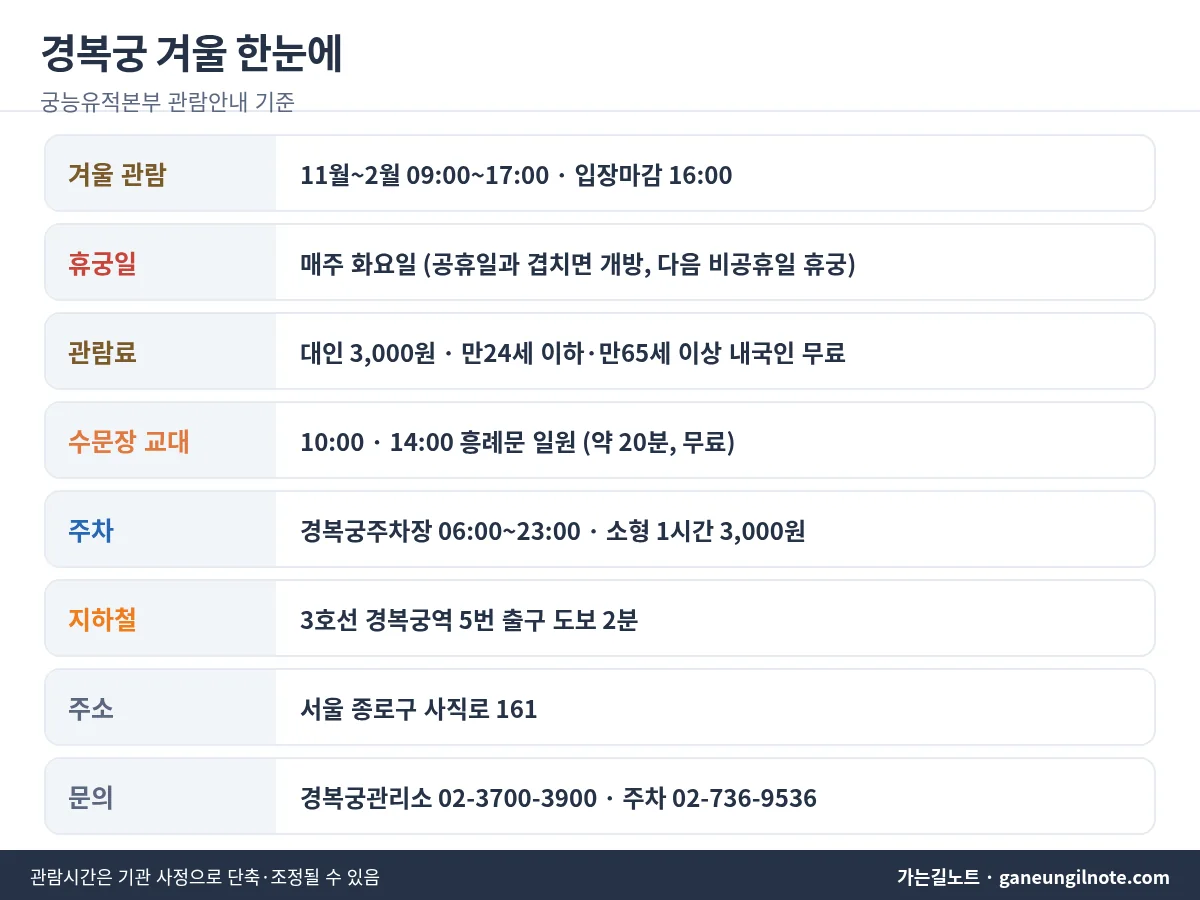 경복궁 겨울 한눈에
궁능유적본부 관람안내 기준
겨울 관람
11월~2월 09:00~17:00 · 입장마감 16:00
휴궁일
매주 화요일 (공휴일과 겹치면 개방, 다음 비공휴일 휴궁)
관람료
대인 3,000원 · 만24세 이하·만65세 이상 내국인 무료
수문장 교대
10:00 · 14:00 흥례문 일원 (약 20분, 무료)
주차
경복궁주차장 06:00~23:00 · 소형 1시간 3,000원
지하철
3호선 경복궁역 5번 출구 도보 2분
주소
서울 종로구 사직로 161
문의
경복궁관리소 02-3700-3900 · 주차 02-736-9536
관람시간은 기관 사정으로 단축·조정될 수 있음
가는길노트 · ganeungilnote.com